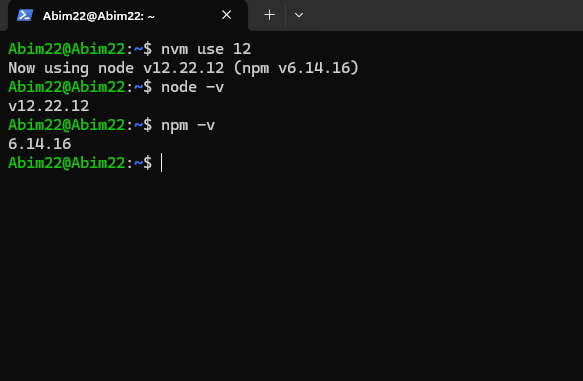 Abim22@Abim22: ~
Abim22@Abim22:~$ nvm use 12
Now using node v12.22.12 (npm v6.14.16)
Abim22@Abim22:~$ node -v
v12.22.12
Abim22@Abim22:~$ npm -v
6.14.16
Abim22@Abim22:~$